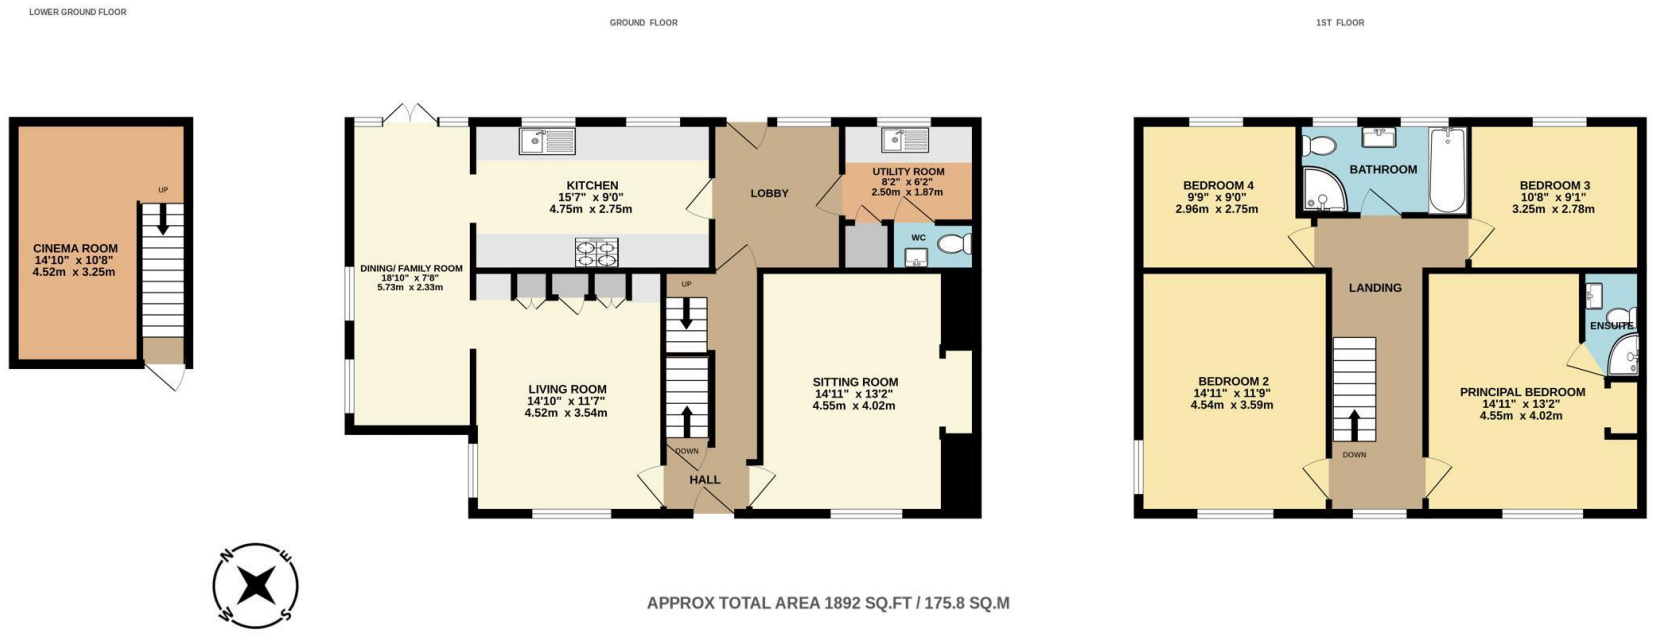 LOWER GROUND FLOOR
GROUND FLOOR
1ST FLOOR
UP
CINEMA ROOM
14'10" x 10'8"
4.52m x 3.25m
KITCHEN
15'7" x 9'0"
4.75m x 2.75m
LOBBY
UTILITY ROOM
8'2" x 6'2"
2.50m x 1.87m
WC
DINING/ FAMILY ROOM
18'10" x 7'8"
5.73m x 2.33m
UP
LIVING ROOM
14'10" x 11'7"
4.52m x 3.54m
SITTING ROOM
14'11" x 13'2"
4.55m x 4.02m
DOWN
HALL
BEDROOM 4
9'9" x 9'0"
2.96m x 2.75m
BATHROOM
BEDROOM 3
10'8" x 9'1"
3.25m x 2.78m
LANDING
ENSUITE
BEDROOM 2
14'11" x 11'9"
4.54m x 3.59m
PRINCIPAL BEDROOM
14'11" x 13'2"
4.55m x 4.02m
DOWN
N
E
W
S
APPROX TOTAL AREA 1892 SQ.FT / 175.8 SQ.M